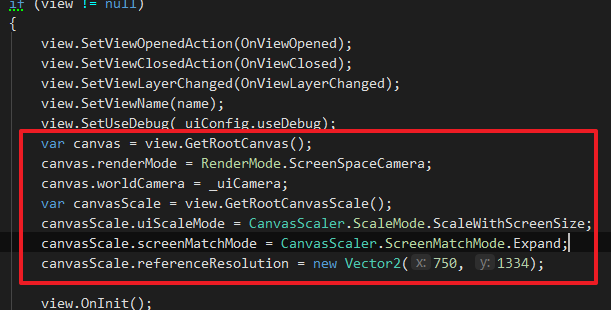 if (view != null)
{
view.SetViewOpenedAction(OnViewOpened);
view.SetViewClosedAction(OnViewClosed);
view.SetViewLayerChanged(OnViewLayerChanged);
view.SetViewName(name);
view.SetUseDebug(_uiConfig.useDebug);
var canvas = view.GetRootCanvas();
canvas.renderMode = RenderMode.ScreenSpaceCamera;
canvas.worldCamera = _uiCamera;
var canvasScale = view.GetRootCanvasScale();
canvasScale.uiScaleMode = CanvasScaler.ScaleMode.ScaleWithScreenSize;
canvasScale.screenMatchMode = CanvasScaler.ScreenMatchMode.Expand;
canvasScale.referenceResolution = new Vector2(x: 750, y: 1334);
view.OnInit();